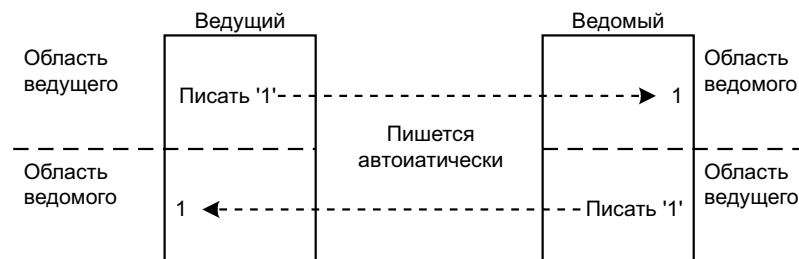 Ведущий
Ведомый
Область
ведущего
Область
ведомого
Писать '1'
1
Пишется
автоиатически
Область
ведомого
Область
ведущего
1
Писать '1'